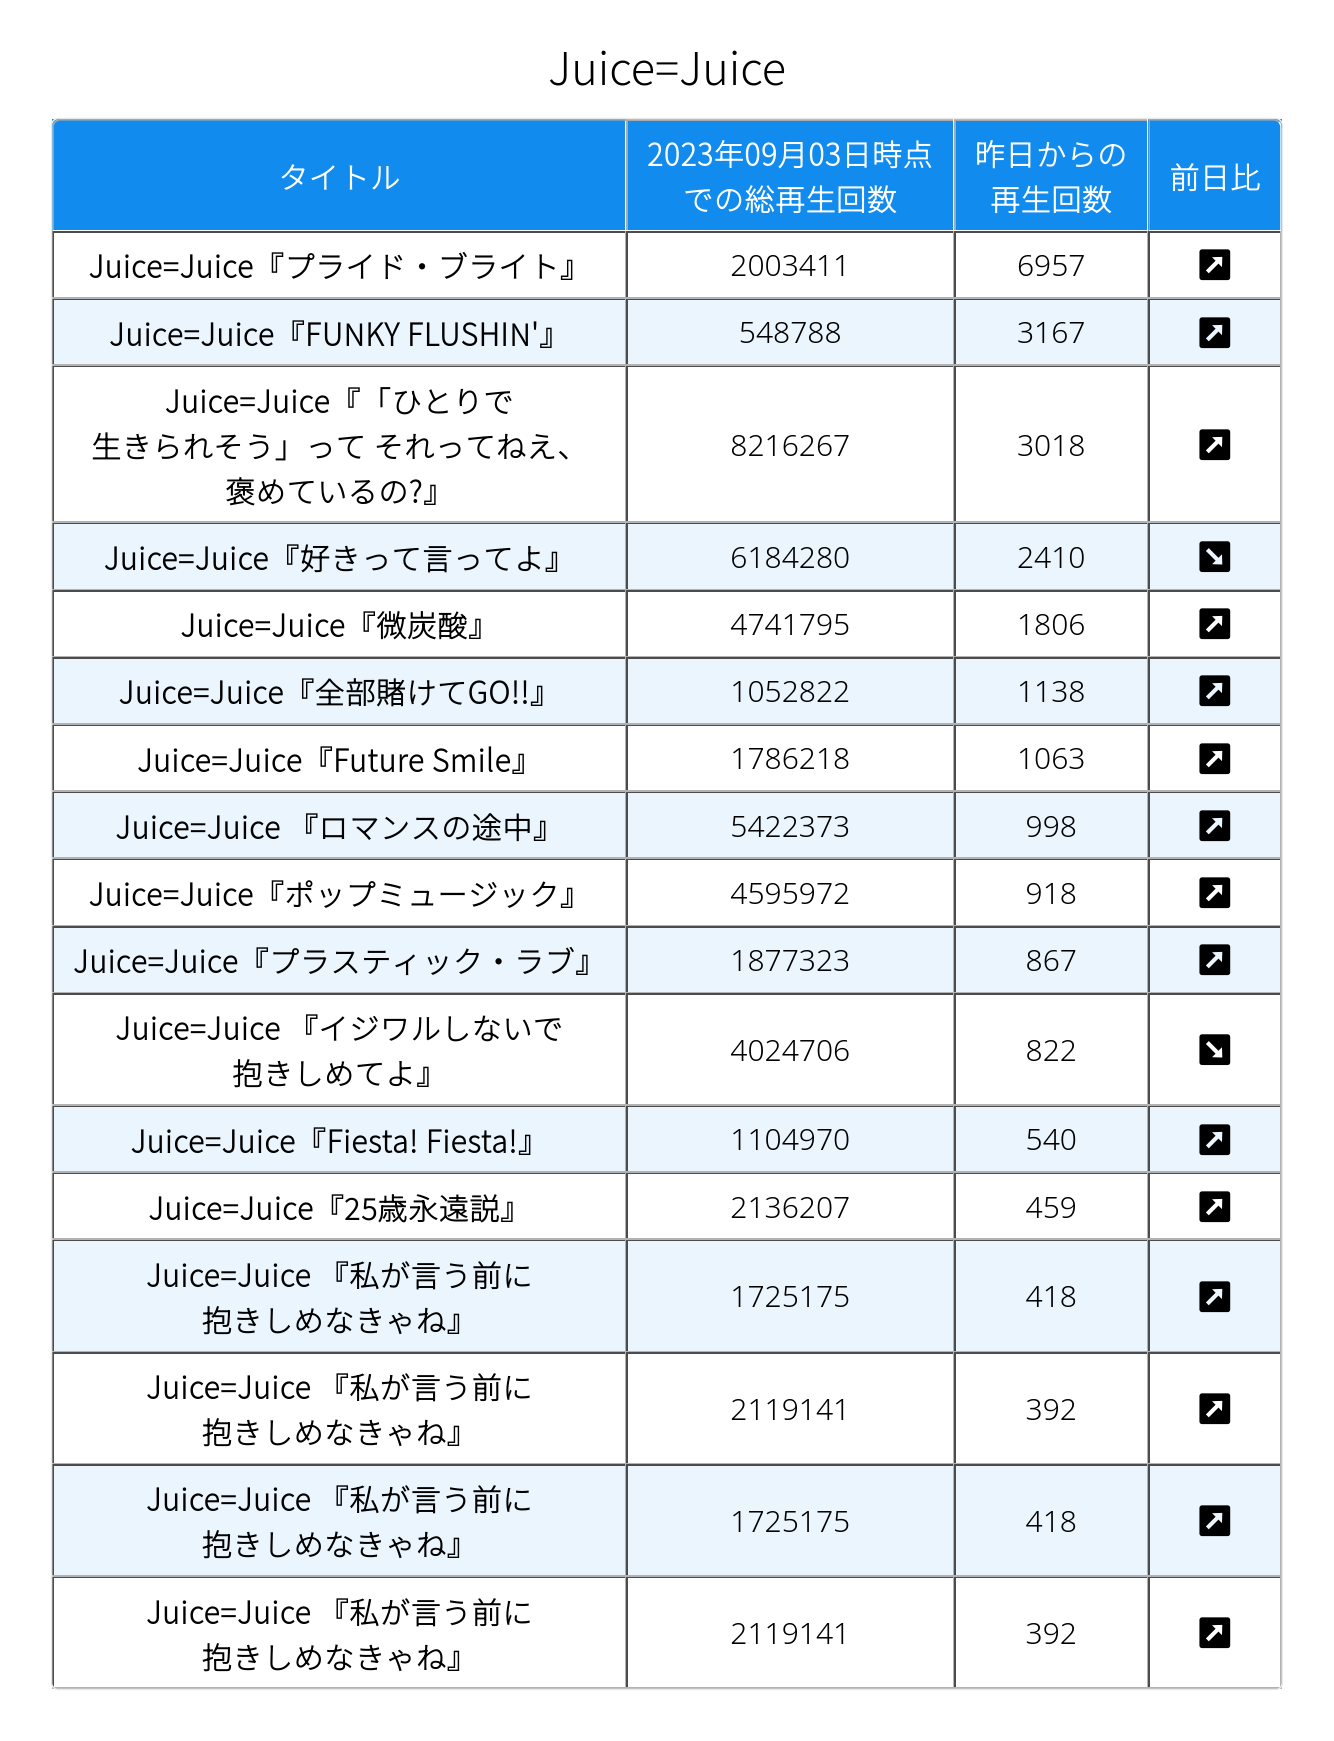 Juice=Juice
タイトル
2023年09月03日時点
での総再生回数
昨日からの
再生回数
前日比
Juice=Juice『プライド・ブライト』
2003411
6957
Juice=Juice『FUNKY FLUSHIN'』
548788
3167
Juice=Juice『「ひとりで
生きられそう」って それってねえ、
褒めているの?』
8216267
3018
Juice=Juice『好きって言ってよ』
6184280
2410
Juice=Juice『微炭酸』
4741795
1806
Juice=Juice『全部賭けてGO!!』
1052822
1138
Juice=Juice『Future Smile』
1786218
1063
Juice=Juice 『ロマンスの途中』
5422373
998
Juice=Juice『ポップミュージック』
4595972
918
Juice=Juice『プラスティック・ラブ』
1877323
867
Juice=Juice 『イジワルしないで
抱きしめてよ』
4024706
822
Juice=Juice『Fiesta! Fiesta!』
1104970
540
Juice=Juice『25歳永遠説』
2136207
459
Juice=Juice 『私が言う前に
抱きしめなきゃね』
1725175
418
Juice=Juice 『私が言う前に
抱きしめなきゃね』
2119141
392
Juice=Juice 『私が言う前に
抱きしめなきゃね』
1725175
418
Juice=Juice 『私が言う前に
抱きしめなきゃね』
2119141
392